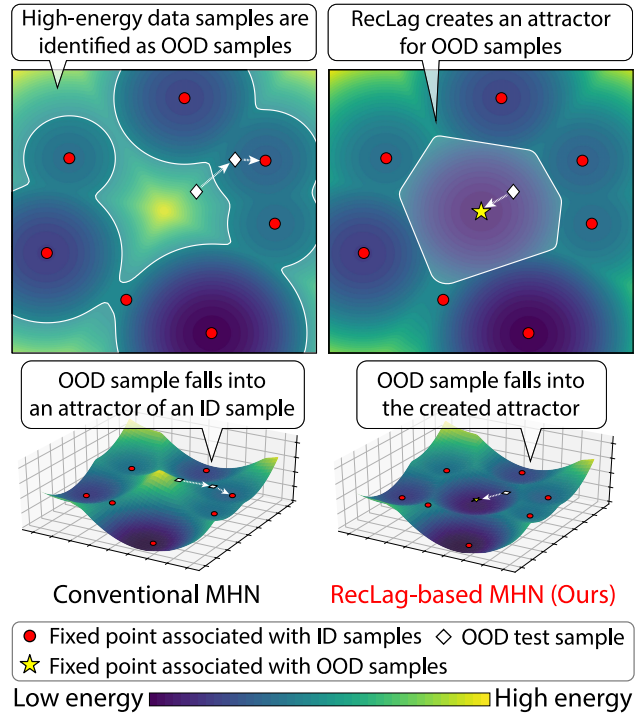 High-energy data samples are
identified as OOD samples
RecLag creates an attractor
for OOD samples
OOD sample falls into
an attractor of an ID sample
OOD sample falls into
the created attractor
Conventional MHN
RecLag-based MHN (Ours)
Fixed point associated with ID samples
OOD test sample
Fixed point associated with OOD samples
Low energy
High energy